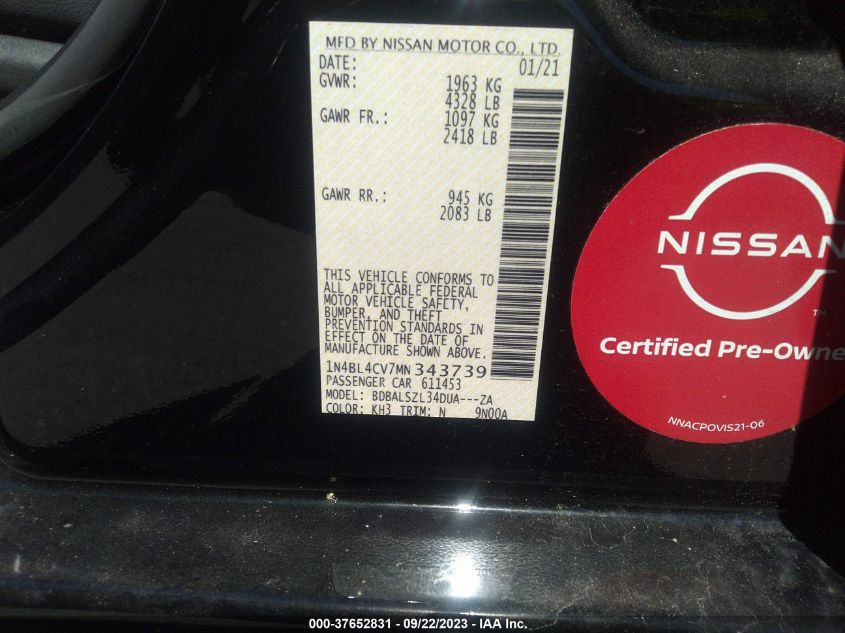 MFD BY NISSAN MOTOR CO., LTD.
DATE: 01/21
GVWR: 1963 KG
4328 LB
GAWR FR.: 1097 KG
2418 LB
GAWR RR.: 945 KG
2083 LB
THIS VEHICLE CONFORMS TO
ALL APPLICABLE FEDERAL
MOTOR VEHICLE SAFETY,
BUMPER, AND THEFT
PREVENTION STANDARDS IN
EFFECT ON THE DATE OF
MANUFACTURE SHOWN ABOVE.
1N4BL4CV7MN343739
PASSENGER CAR 611453
MODEL: BDBALSZL34DUA---ZA
COLOR: KH3 TRIM: N 9N00A
NISSAN
TM
Certified Pre-Owne
NNACPOVIS21-06
000-37652831 - 09/22/2023 - IAA Inc.